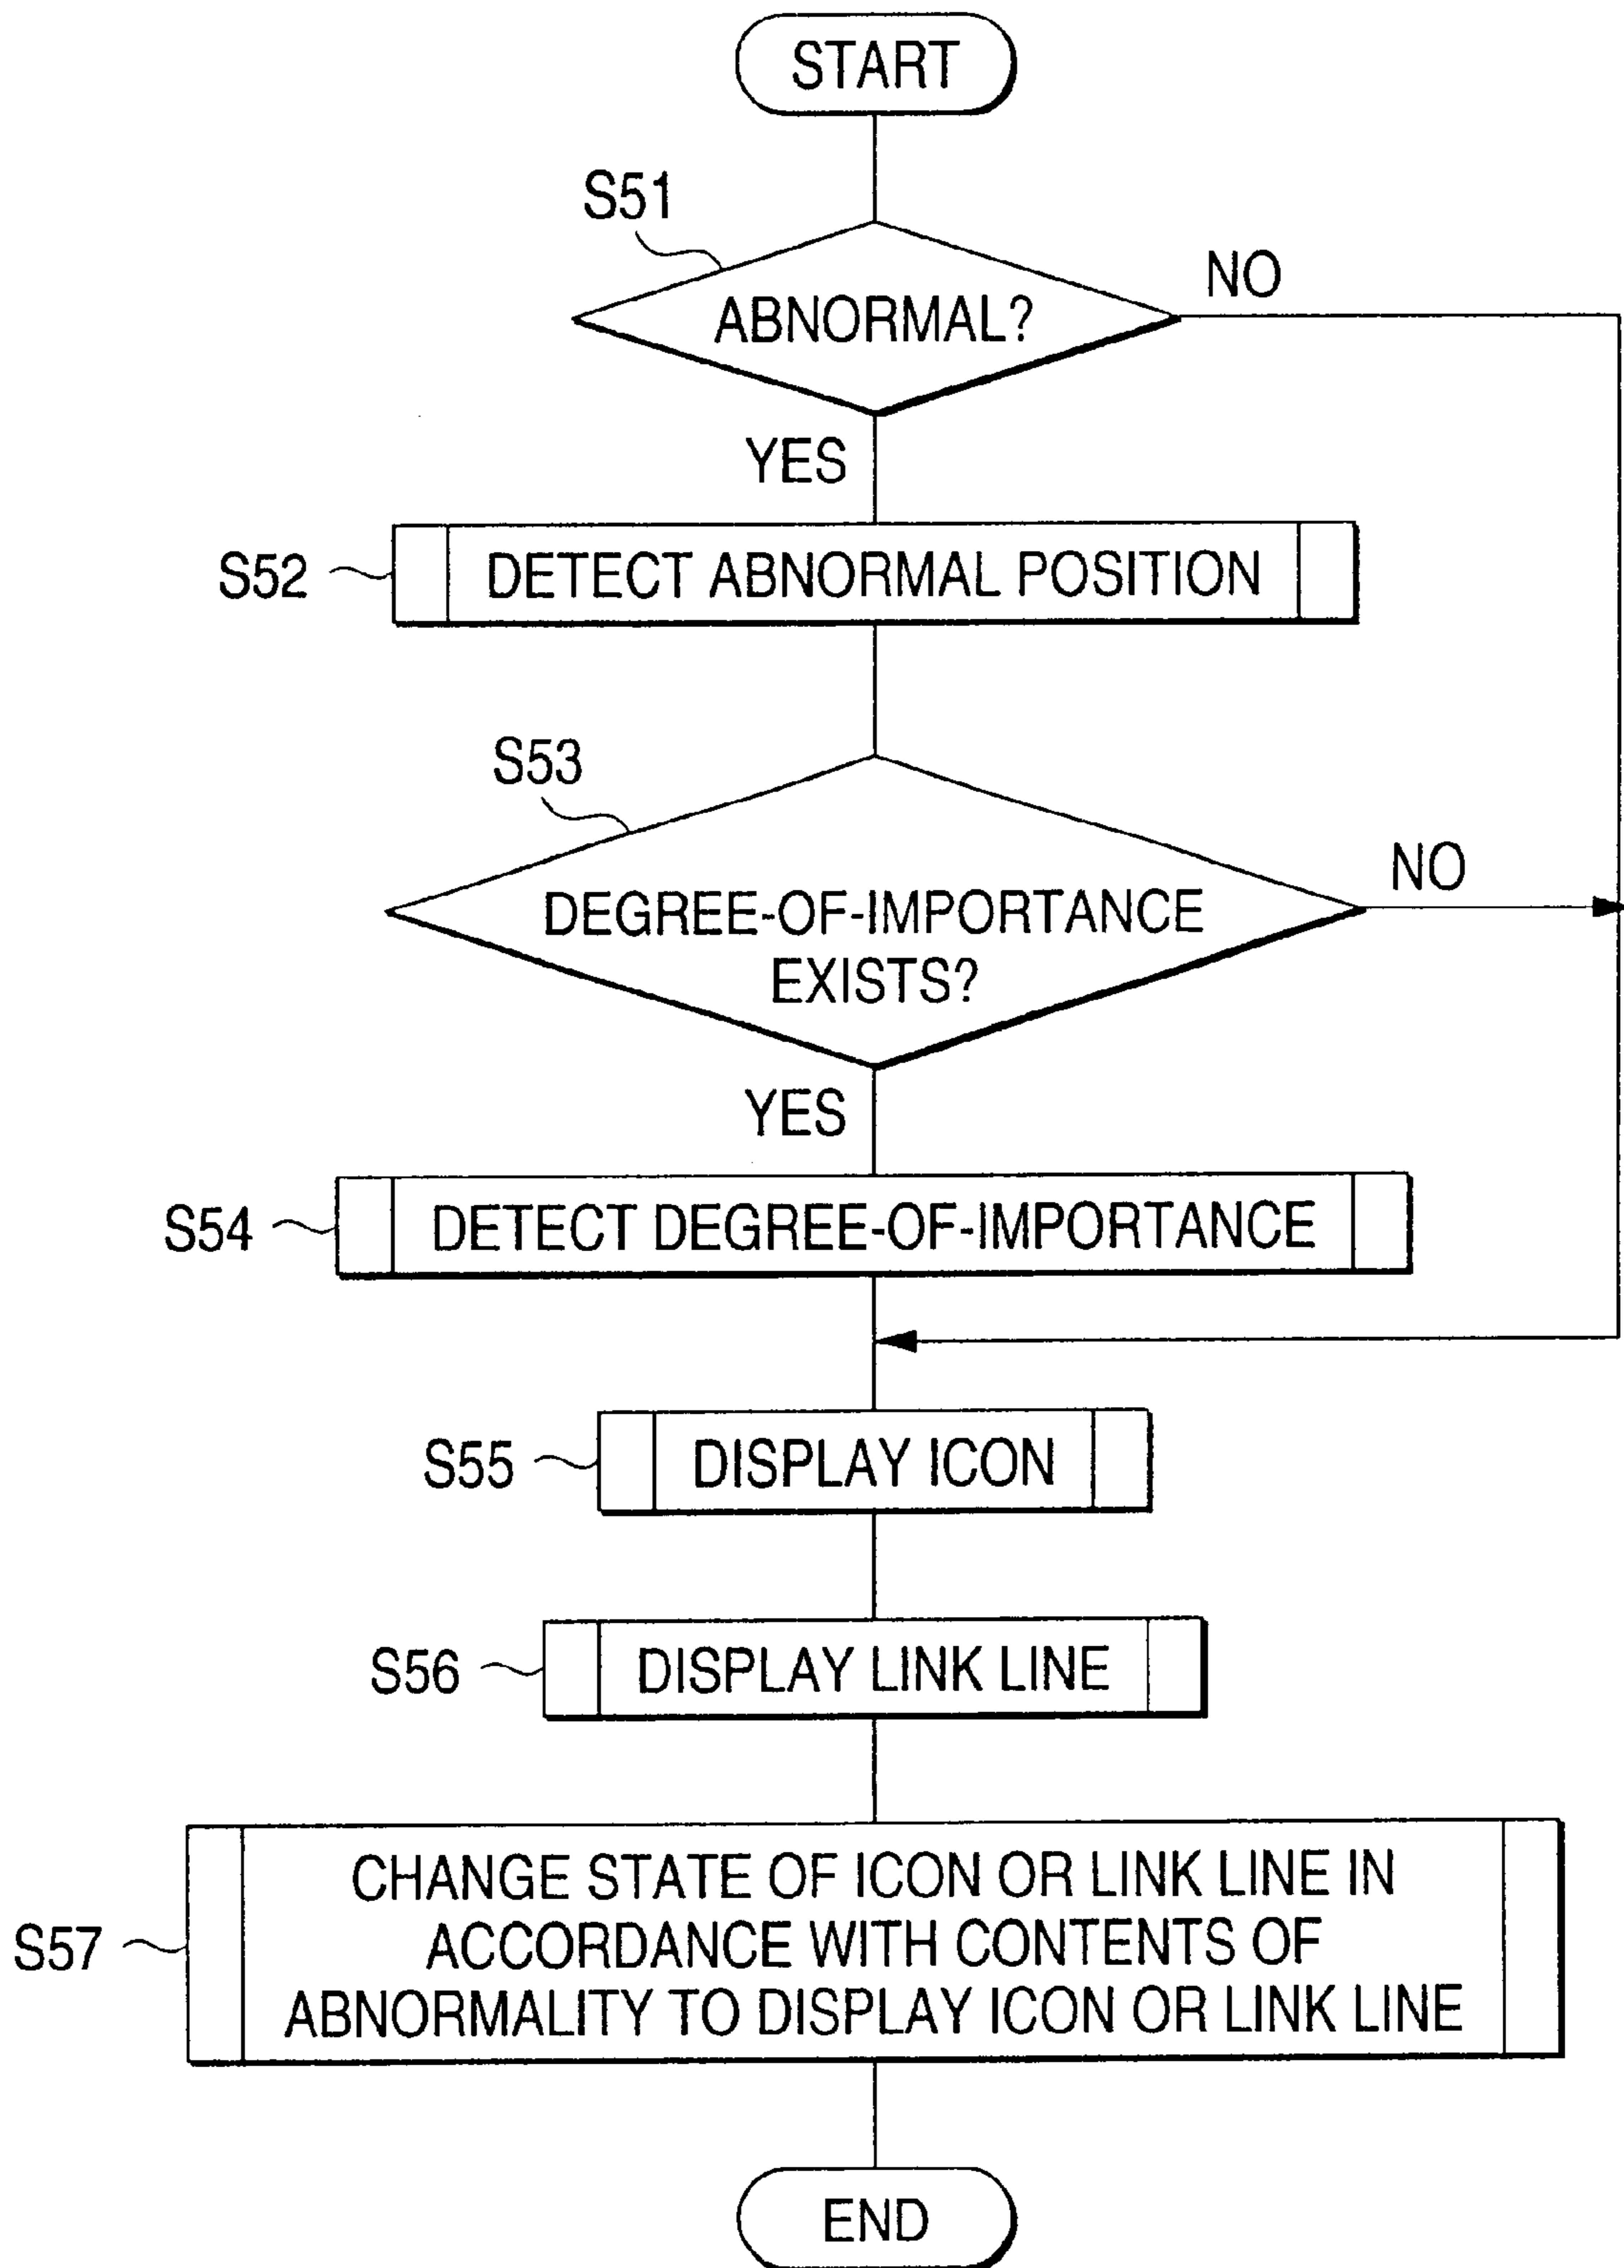 START
S51
NO
ABNORMAL?
YES
S52
DETECT ABNORMAL POSITION
S53
NO
DEGREE-OF-IMPORTANCE
EXISTS?
YES
S54
DETECT DEGREE-OF-IMPORTANCE
S55
DISPLAY ICON
S56
DISPLAY LINK LINE
S57
CHANGE STATE OF ICON OR LINK LINE IN
ACCORDANCE WITH CONTENTS OF
ABNORMALITY TO DISPLAY ICON OR LINK LINE
END